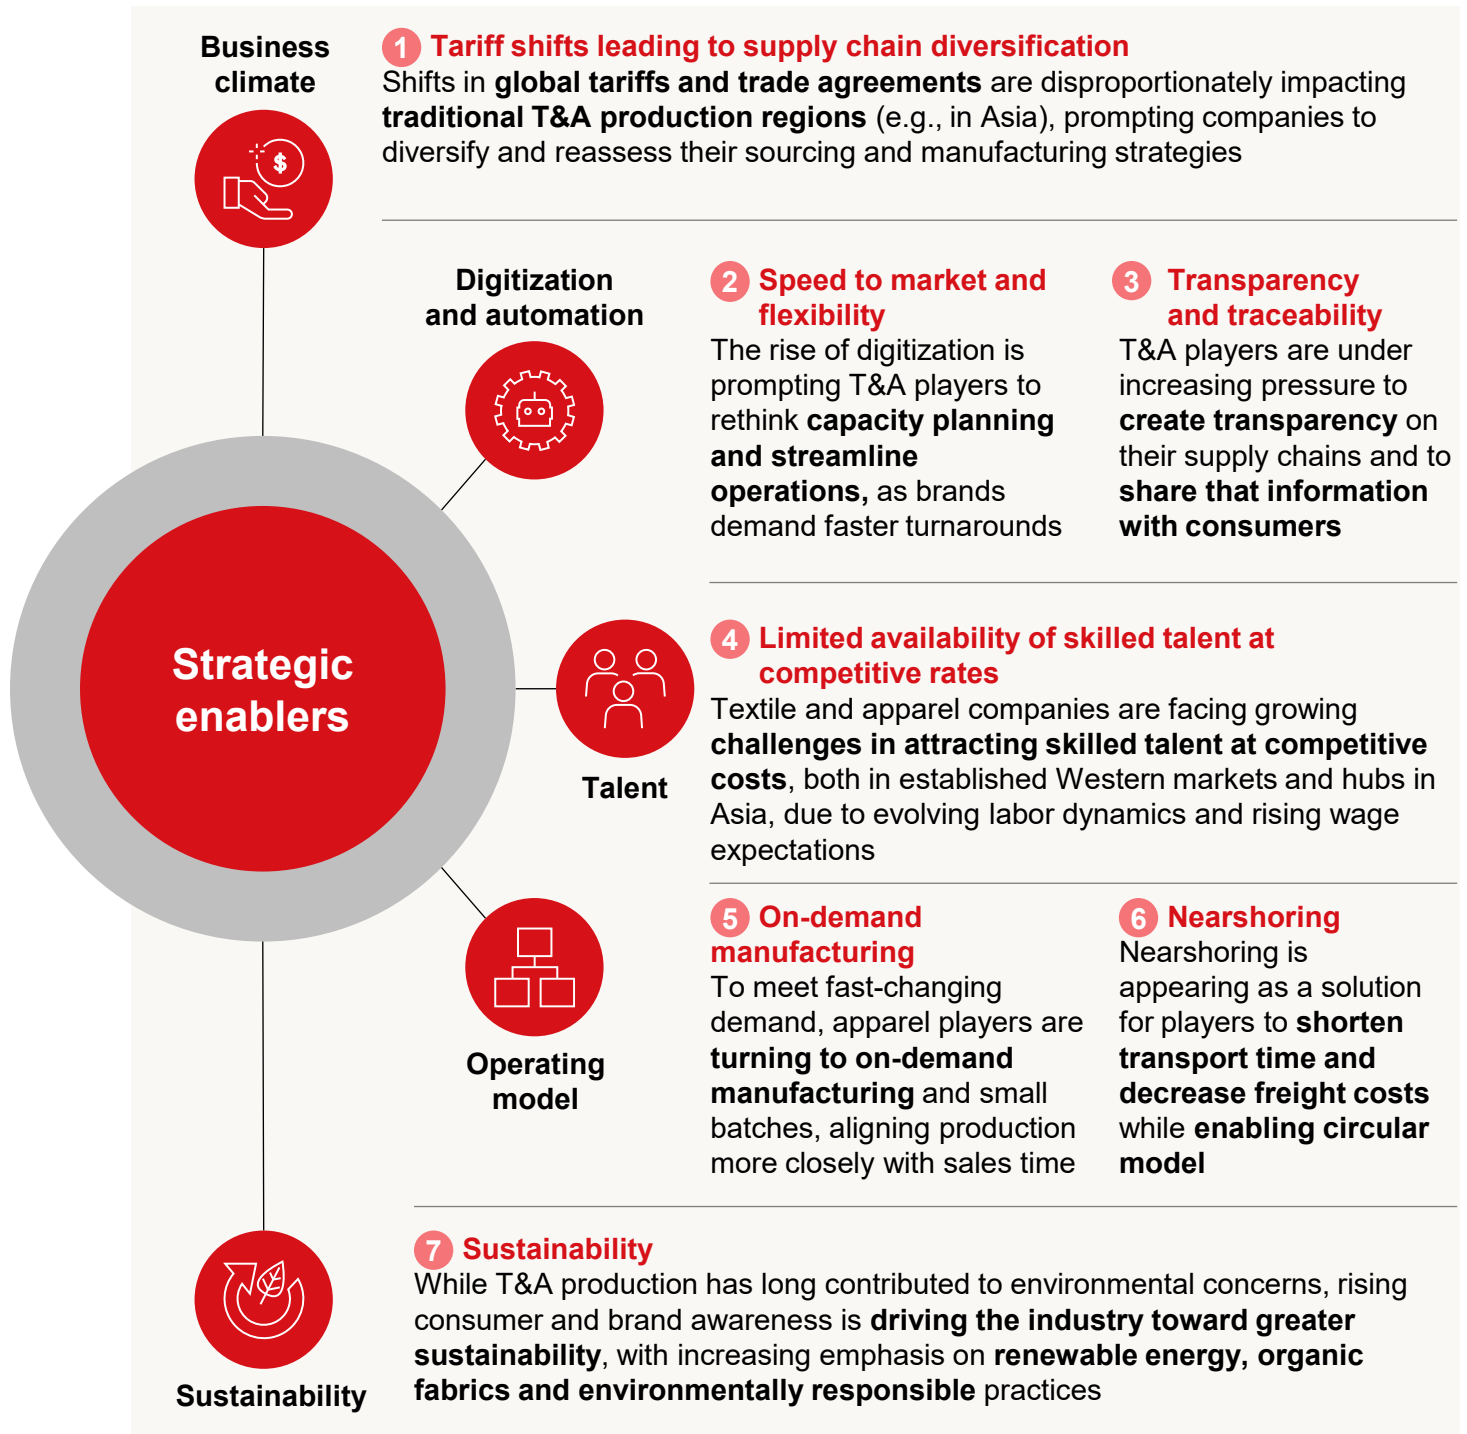 Business
climate
1 Tariff shifts leading to supply chain diversification
Shifts in global tariffs and trade agreements are disproportionately impacting
traditional T&A production regions (e.g., in Asia), prompting companies to
diversify and reassess their sourcing and manufacturing strategies
$
Digitization
and automation
2 Speed to market and
flexibility
The rise of digitization is
prompting T&A players to
rethink capacity planning
and streamline
operations, as brands
demand faster turnarounds
3 Transparency
and traceability
T&A players are under
increasing pressure to
create transparency on
their supply chains and to
share that information
with consumers
Strategic
enablers
Talent
4 Limited availability of skilled talent at
competitive rates
Textile and apparel companies are facing growing
challenges in attracting skilled talent at competitive
costs, both in established Western markets and hubs in
Asia, due to evolving labor dynamics and rising wage
expectations
Operating
model
5 On-demand
manufacturing
To meet fast-changing
demand, apparel players are
turning to on-demand
manufacturing and small
batches, aligning production
more closely with sales time
6 Nearshoring
Nearshoring is
appearing as a solution
for players to shorten
transport time and
decrease freight costs
while enabling circular
model
Sustainability
7 Sustainability
While T&A production has long contributed to environmental concerns, rising
consumer and brand awareness is driving the industry toward greater
sustainability, with increasing emphasis on renewable energy, organic
fabrics and environmentally responsible practices